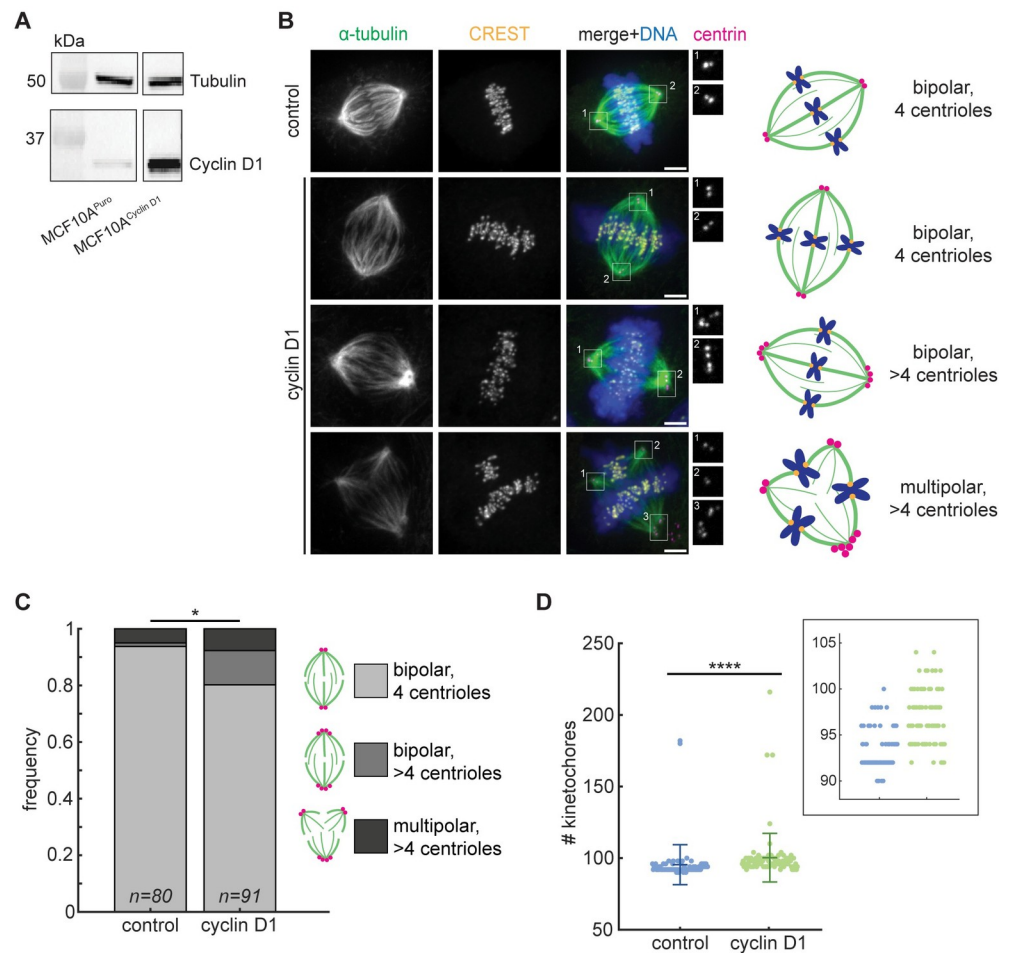 A
kDa
50
Tubulin
37
Cyclin D1
MCF10A^Puro
MCF10A^Cyclin D1
B
α-tubulin
CREST
merge+DNA
centrin
control
1
2
1
2
bipolar,
4 centrioles
cyclin D1
1
2
1
2
bipolar,
4 centrioles
1
2
1
2
bipolar,
>4 centrioles
1
2
3
1
2
3
multipolar,
>4 centrioles
C
frequency
1
0.8
0.6
0.4
0.2
0
*
n=80
n=91
control
cyclin D1
bipolar,
4 centrioles
bipolar,
>4 centrioles
multipolar,
>4 centrioles
D
# kinetochores
250
200
150
100
50
****
control
cyclin D1
105
100
95
90